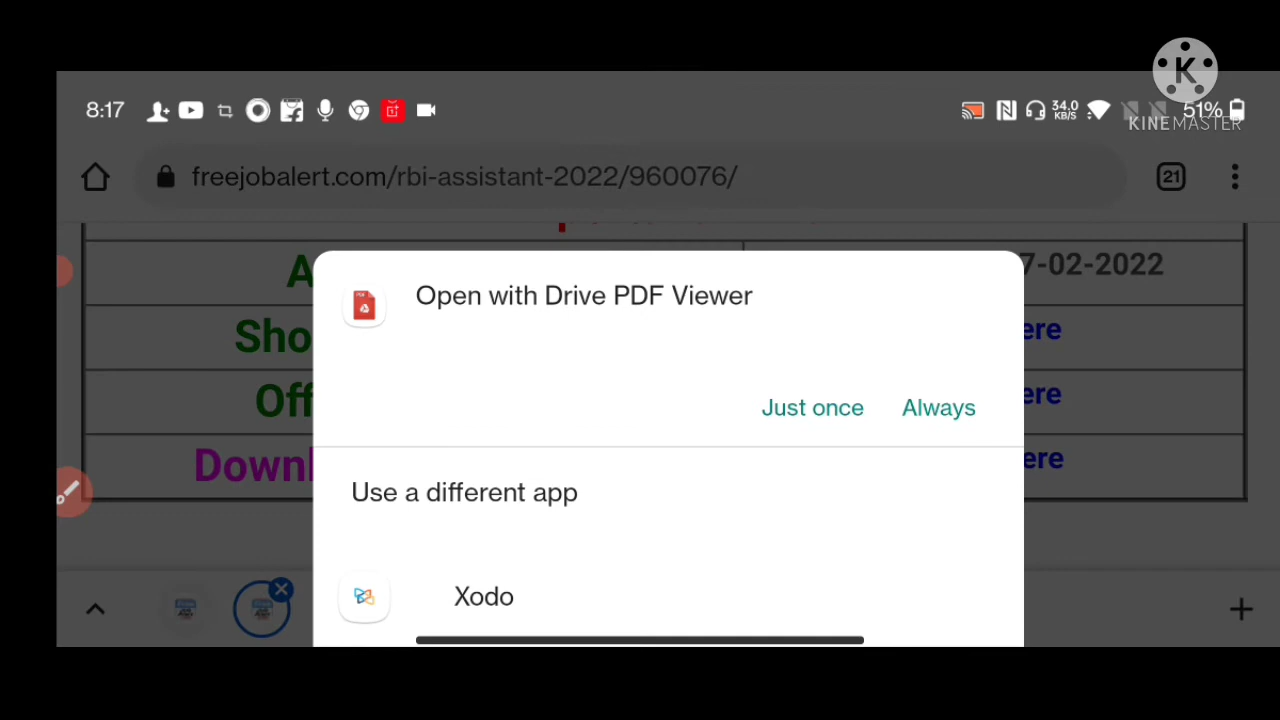 8:17
34.0
KB/S
51%
KINEMASTER
freejobalert.com/rbi-assistant-2022/960076/
21
Open with Drive PDF Viewer
7-02-2022
Sho
ere
Just once
Always
Off
ere
Downl
ere
Use a different app
Xodo